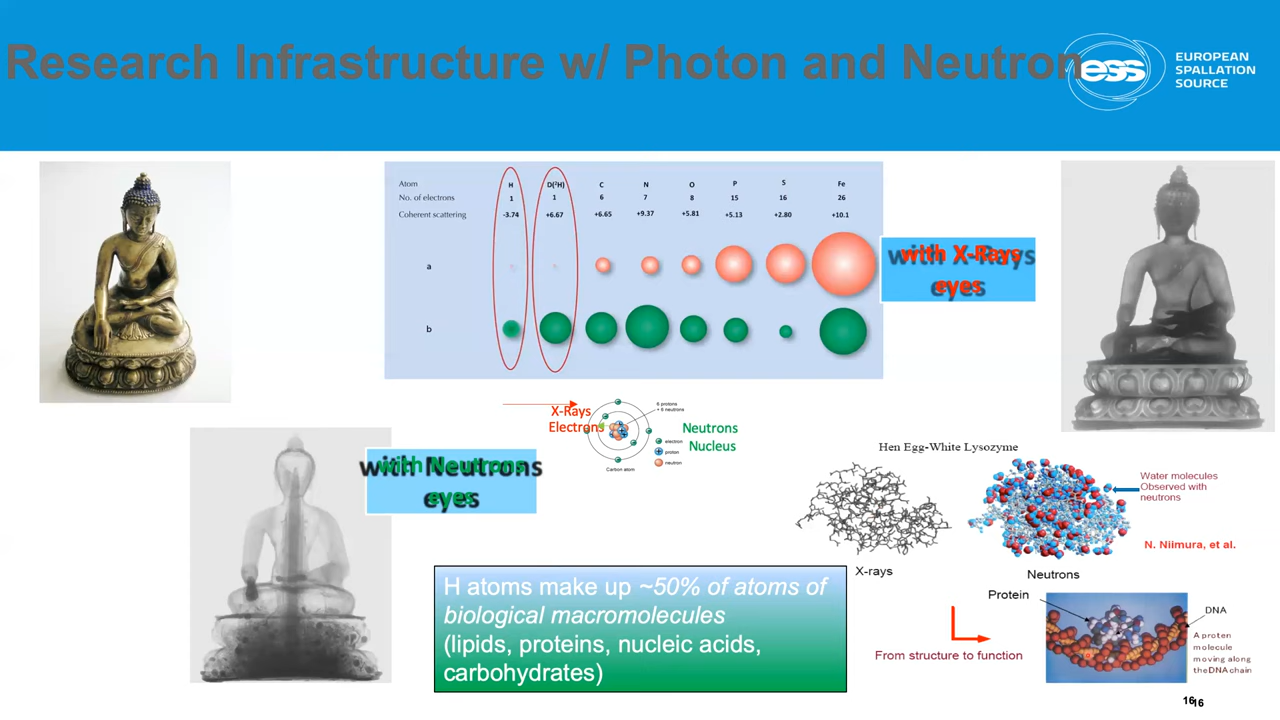 Research Infrastructure w/ Photon and Neutron
ess
EUROPEAN
SPALLATION
SOURCE
Atom H D(²H) C N O P S Fe
No. of electrons 1 1 6 7 8 15 16 26
Coherent scattering -3.74 +6.67 +6.65 +9.37 +5.81 +5.13 +2.80 +10.1
a
b
with X-Rays
eyes
X-Rays
Electrons
6 protons
+ 6 neutrons
electron
proton
neutron
Carbon atom
Neutrons
Nucleus
with Neutrons
eyes
Hen Egg-White Lysozyme
Water molecules
Observed with
neutrons
N. Niimura, et al.
X-rays
Neutrons
H atoms make up ~50% of atoms of
biological macromolecules
(lipids, proteins, nucleic acids,
carbohydrates)
Protein
DNA
From structure to function
A proten
molecule
moving along
theDNA chain
16
16